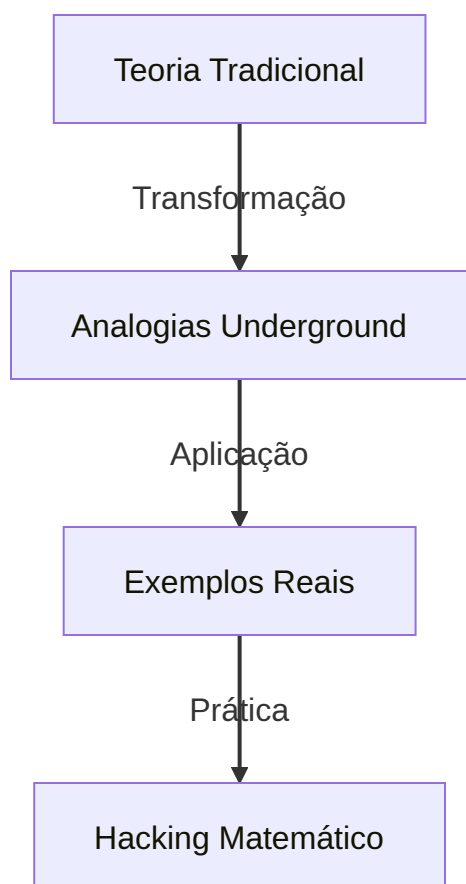 Teoria Tradicional
Transformação
Analogias Underground
Aplicação
Exemplos Reais
Prática
Hacking Matemático